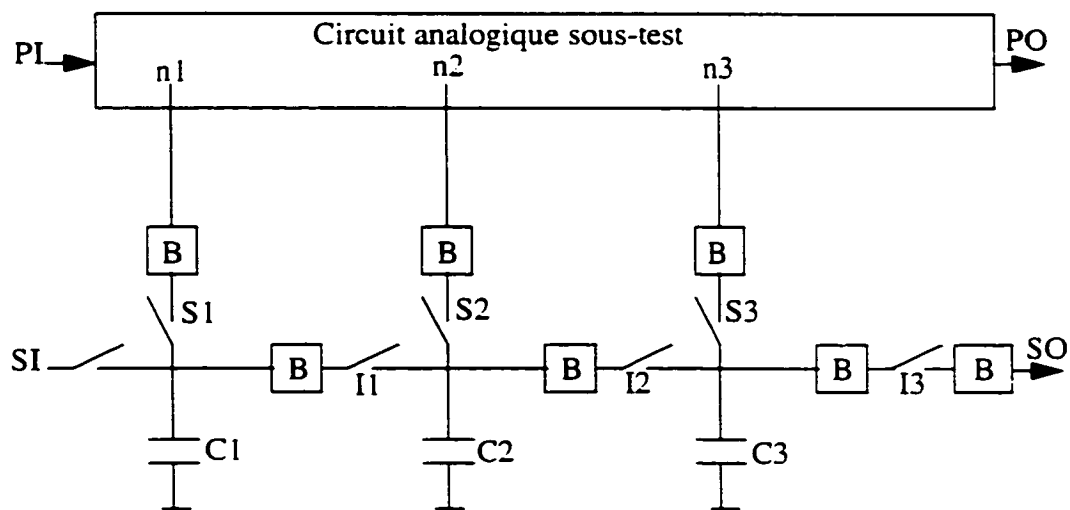 Circuit analogique sous-test
PI
PO
n1
n2
n3
B
B
B
S1
S2
S3
SI
B
I1
B
I2
B
I3
B
SO
C1
C2
C3